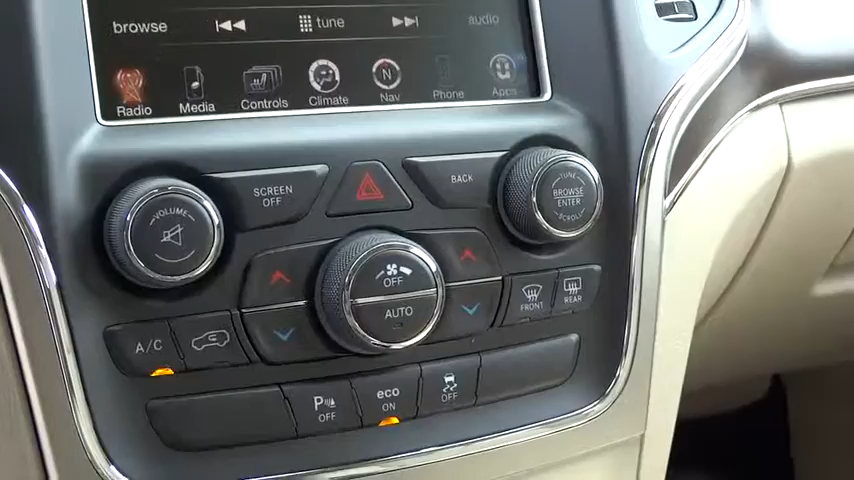 browse
tune
audio
Radio
Media
Controls
Climate
N
Nav
Phone
Apps
VOLUME
SCREEN
OFF
BACK
TUNE
BROWSE
ENTER
SCROLL
OFF
AUTO
FRONT
REAR
A/C
P
OFF
eco
ON
OFF